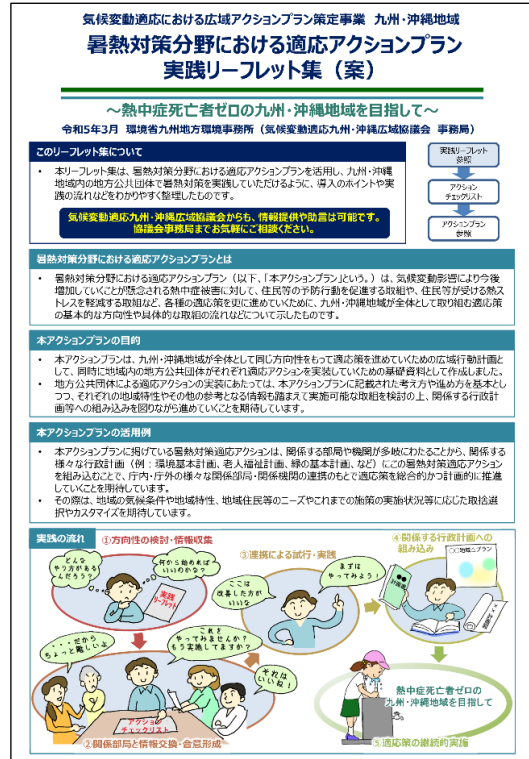 気候変動適応における広域アクションプラン策定事業 九州・沖縄地域
暑熱対策分野における適応アクションプラン
実践リーフレット集（案）
～熱中症死亡者ゼロの九州・沖縄地域を目指して～
令和5年3月 環境省九州地方環境事務所（気候変動適応九州・沖縄広域協議会 事務局）
このリーフレット集について
・ 本リーフレット集は、暑熱対策分野における適応アクションプランを活用し、九州・沖縄地
域内の地方公共団体で暑熱対策を実践していただけるように、導入のポイントや実
践の流れなどをわかりやすく整理したものです。
気候変動適応九州・沖縄広域協議会からも、情報提供や助言は可能です。
協議会事務局までお気軽にご相談ください。
実践リーフレット
参照
アクション
チェックリスト
アクションプラン
参照
暑熱対策分野における適応アクションプランとは
・ 暑熱対策分野における適応アクションプラン（以下、「本アクションプラン」という。）は、気候変動影響により今後
増加していくことが懸念される熱中症被害に対して、住民等の予防行動を促進する取組や、住民等が受ける熱ス
トレスを軽減する取組など、各種の適応策を更に進めていくために、九州・沖縄地域が全体として取り組む適応策
の基本的な方向性や具体的な取組の流れなどについて示したものです。
本アクションプランの目的
・ 本アクションプランは、九州・沖縄地域が全体として同じ方向性をもって適応策を進めていくための広域行動計画と
して、同時に地域内の地方公共団体がそれぞれ適応アクションを実装していくための基礎資料として作成しました。
・ 地方公共団体による適応アクションの実装にあたっては、本アクションプランに記載された考え方や進め方を基本とし
つつ、それぞれの地域特性やその他の参考となる情報も踏まえて実施可能な取組を検討の上、関係する行政計
画等への組み込みを図りながら進めていくことを期待しています。
本アクションプランの活用例
・ 本アクションプランに掲げている暑熱対策適応アクションは、関係する部局や機関が多岐にわたることから、関係する
様々な行政計画（例：環境基本計画、老人福祉計画、緑の基本計画、など）にこの暑熱対策適応アクション
を組み込むことで、庁内・庁外の様々な関係部局・関係機関の連携のもとで適応策を総合的かつ計画的に推進
していくことを期待しています。
・ その際は、地域の気候条件や地域特性、地域住民等のニーズやこれまでの施策の実施状況等に応じた取捨選
択やカスタマイズを期待しています。
実践の流れ
①方向性の検討・情報収集
どんな
やり方がある
んだろう？
何から始めれば
いいのかな？
実践
リーフレット
・・・だから
ちょっと難しいよ
これを
やってみませんか？
もう実施してますか？
それは
いいね！
アクション
チェックリスト
②関係部局と情報交換・合意形成
③連携による試行・実践
ここは
改善した方が
いいな
まずは
やってみよう！
④関係する行政計画への
組み込み
○○地域△プラン
計画書
熱中症死亡者ゼロの
九州・沖縄地域を目指して
⑤適応策の継続的実施